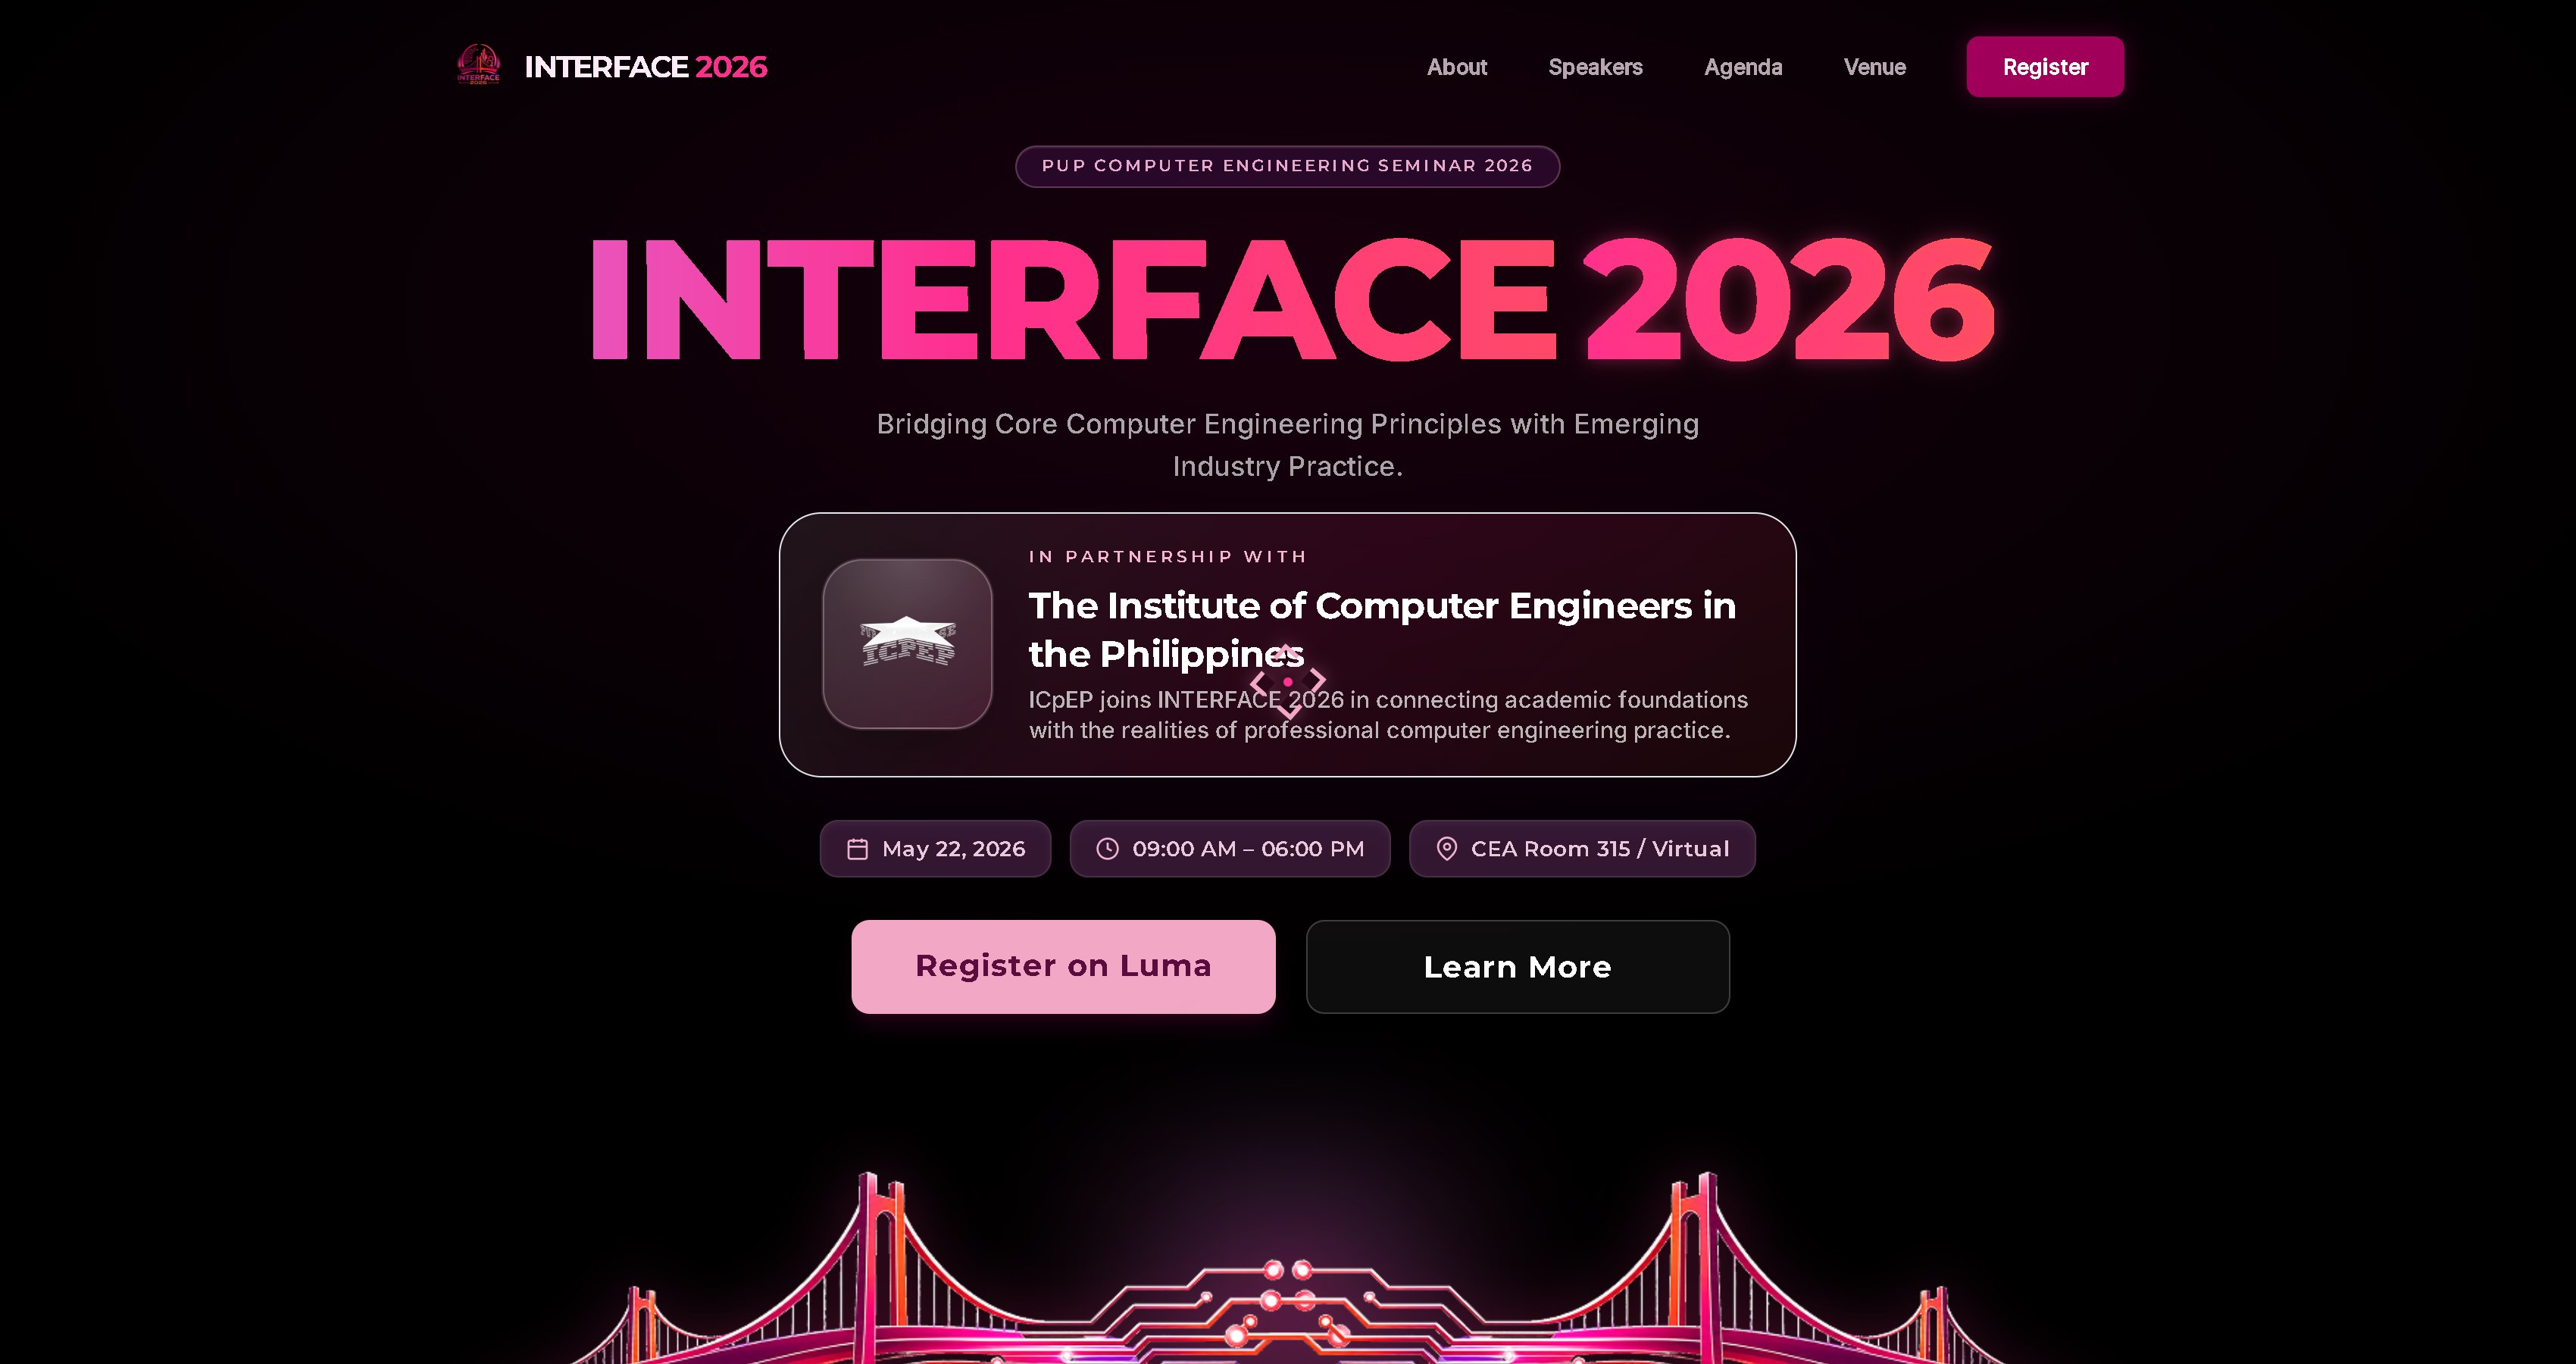 INTERFACE 2026
INTERFACE 2026
About
Speakers
Agenda
Venue
Register
PUP COMPUTER ENGINEERING SEMINAR 2026
INTERFACE 2026
Bridging Core Computer Engineering Principles with Emerging
Industry Practice.
IN PARTNERSHIP WITH
The Institute of Computer Engineers in
the Philippines
ICPEP
ICpEP joins INTERFACE 2026 in connecting academic foundations
with the realities of professional computer engineering practice.
May 22, 2026
09:00 AM – 06:00 PM
CEA Room 315 / Virtual
Register on Luma
Learn More